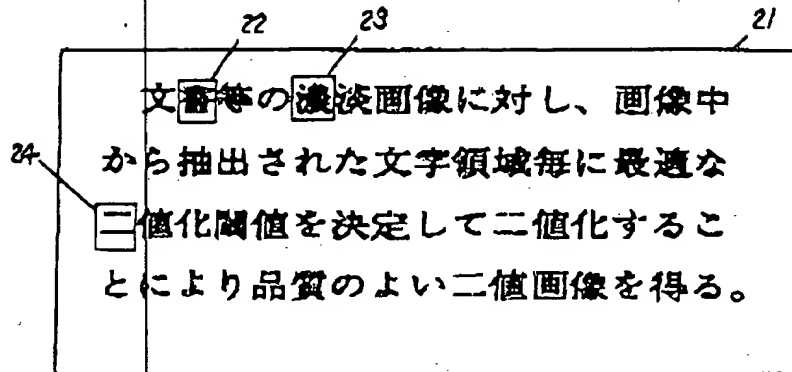 22 23 21
文書等の濃淡画像に対し、画像中
24
から抽出された文字領域毎に最適な
二値化閾値を決定して二値化するこ
とにより品質のよい二値画像を得る。